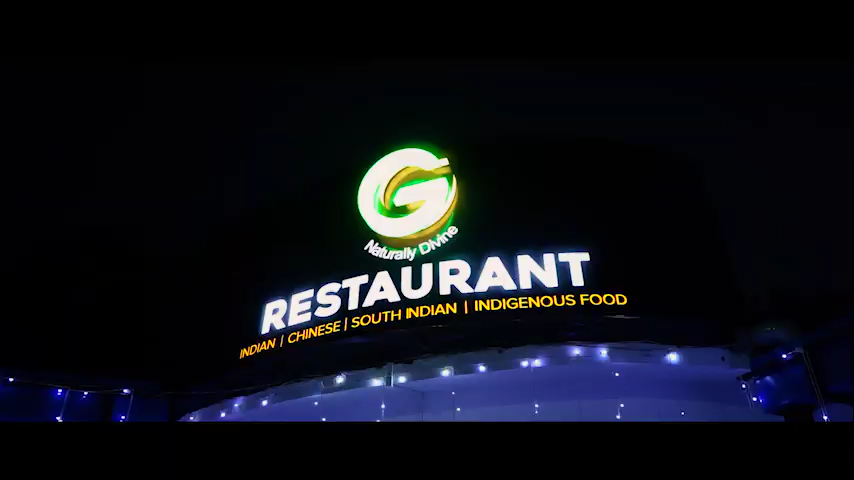 G
Naturally Divine
RESTAURANT
INDIAN | CHINESE | SOUTH INDIAN | INDIGENOUS FOOD